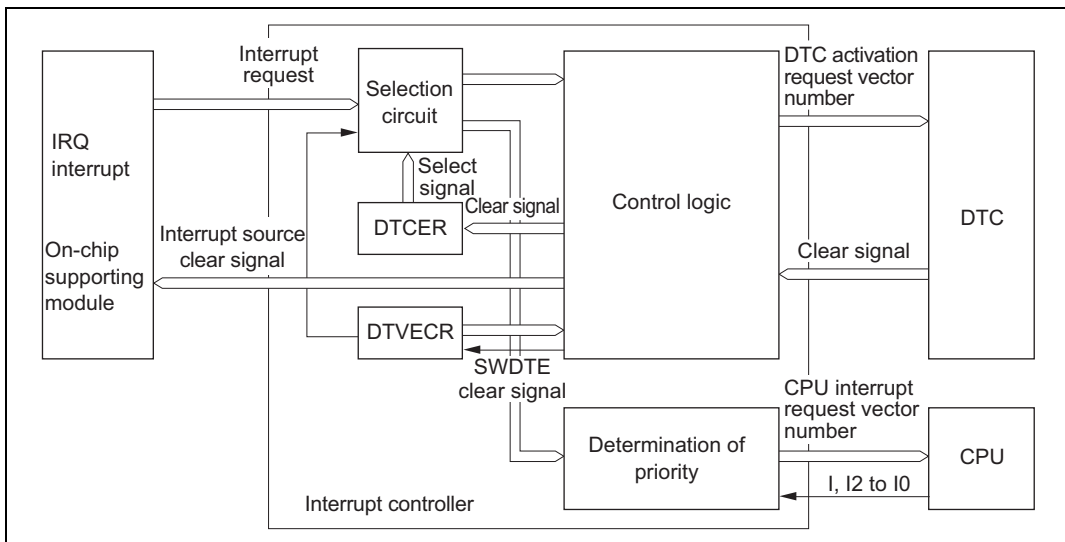 Interrupt
request
Selection
circuit
DTC activation
request vector
number
IRQ
interrupt
Select
signal
Control logic
DTC
DTCER
Clear signal
Interrupt source
clear signal
On-chip
supporting
module
Clear signal
DTVECR
SWDTE
clear signal
CPU interrupt
request vector
number
Determination of
priority
CPU
I, I2 to I0
Interrupt controller